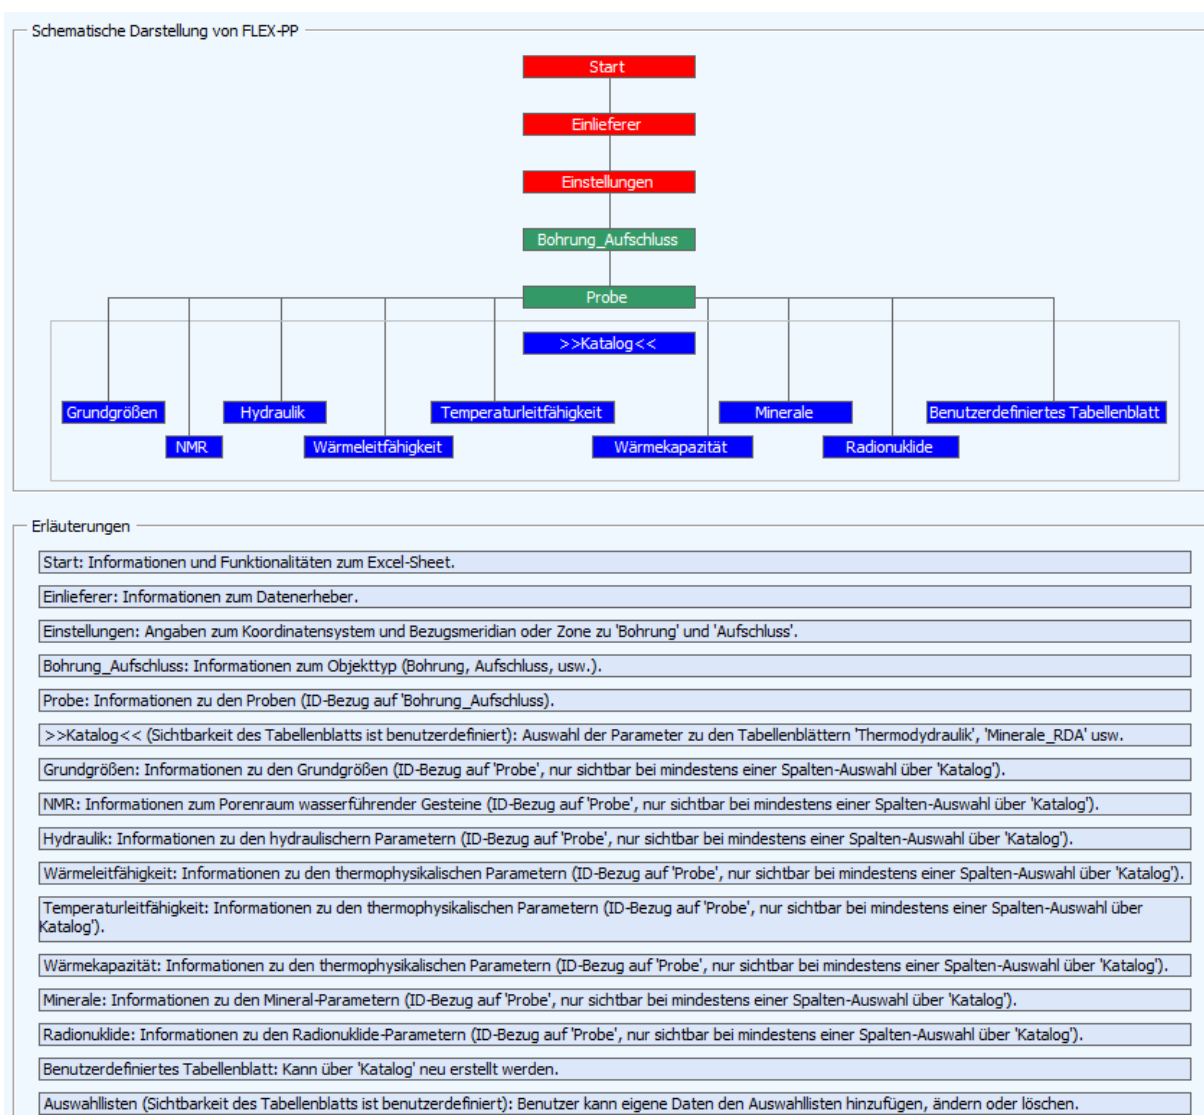 Schematische Darstellung von FLEX-PP
Start
Einlieferer
Einstellungen
Bohrung_Aufschluss
Probe
>>Katalog<<
Grundgrößen
Hydraulik
Temperaturleitfähigkeit
Minerale
Benutzerdefiniertes Tabellenblatt
NMR
Wärmeleitfähigkeit
Wärmekapazität
Radionuklide
Erläuterungen
Start: Informationen und Funktionalitäten zum Excel-Sheet.
Einlieferer: Informationen zum Datenerheber.
Einstellungen: Angaben zum Koordinatensystem und Bezugsmeridian oder Zone zu 'Bohrung' und 'Aufschluss'.
Bohrung_Aufschluss: Informationen zum Objekttyp (Bohrung, Aufschluss, usw.).
Probe: Informationen zu den Proben (ID-Bezug auf 'Bohrung_Aufschluss).
>>Katalog<< (Sichtbarkeit des Tabellenblatts ist benutzerdefiniert): Auswahl der Parameter zu den Tabellenblättern 'Thermodydraulik', 'Minerale_RDA' usw.
Grundgrößen: Informationen zu den Grundgrößen (ID-Bezug auf 'Probe', nur sichtbar bei mindestens einer Spalten-Auswahl über 'Katalog').
NMR: Informationen zum Porenraum wasserführender Gesteine (ID-Bezug auf 'Probe', nur sichtbar bei mindestens einer Spalten-Auswahl über 'Katalog').
Hydraulik: Informationen zu den hydraulischern Parametern (ID-Bezug auf 'Probe', nur sichtbar bei mindestens einer Spalten-Auswahl über 'Katalog').
Wärmeleitfähigkeit: Informationen zu den thermophysikalischen Parametern (ID-Bezug auf 'Probe', nur sichtbar bei mindestens einer Spalten-Auswahl über 'Katalog').
Temperaturleitfähigkeit: Informationen zu den thermophysikalischen Parametern (ID-Bezug auf 'Probe', nur sichtbar bei mindestens einer Spalten-Auswahl über
Katalog').
Wärmekapazität: Informationen zu den thermophysikalischen Parametern (ID-Bezug auf 'Probe', nur sichtbar bei mindestens einer Spalten-Auswahl über 'Katalog').
Minerale: Informationen zu den Mineral-Parametern (ID-Bezug auf 'Probe', nur sichtbar bei mindestens einer Spalten-Auswahl über 'Katalog').
Radionuklide: Informationen zu den Radionuklide-Parametern (ID-Bezug auf 'Probe', nur sichtbar bei mindestens einer Spalten-Auswahl über 'Katalog').
Benutzerdefiniertes Tabellenblatt: Kann über 'Katalog' neu erstellt werden.
Auswahllisten (Sichtbarkeit des Tabellenblatts ist benutzerdefiniert): Benutzer kann eigene Daten den Auswahllisten hinzufügen, ändern oder löschen.